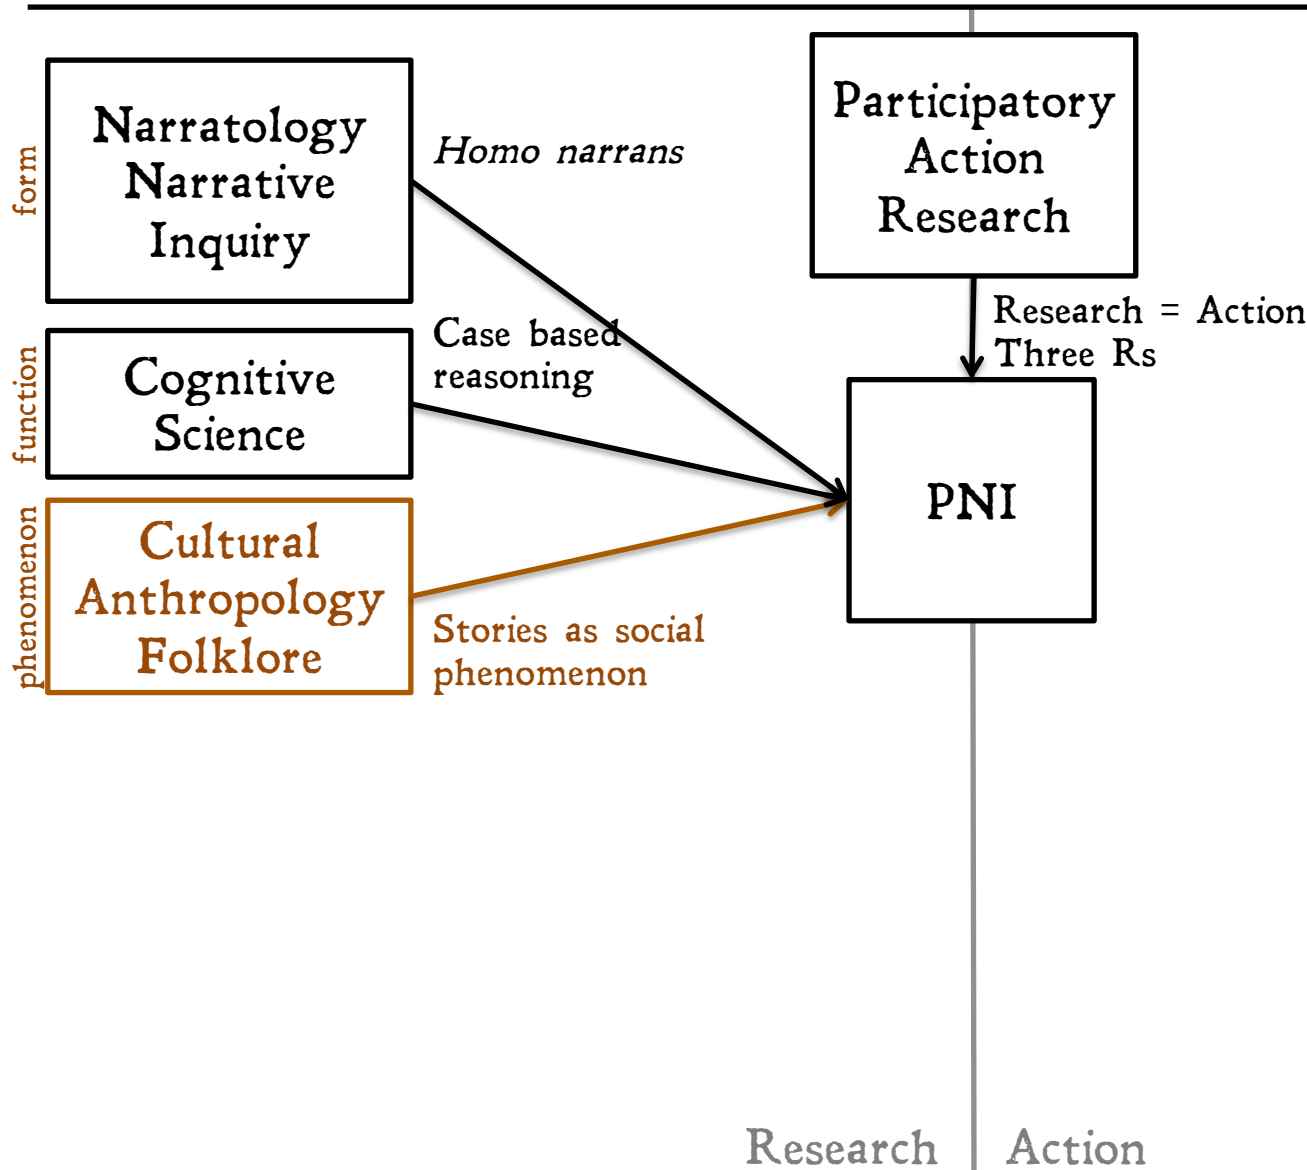 form
Narratology
Narrative
Inquiry
Homo narrans
Participatory
Action
Research
Research = Action
Three Rs
function
Cognitive
Science
Case based
reasoning
PNI
phenomenon
Cultural
Anthropology
Folklore
Stories as social
phenomenon
Research
Action